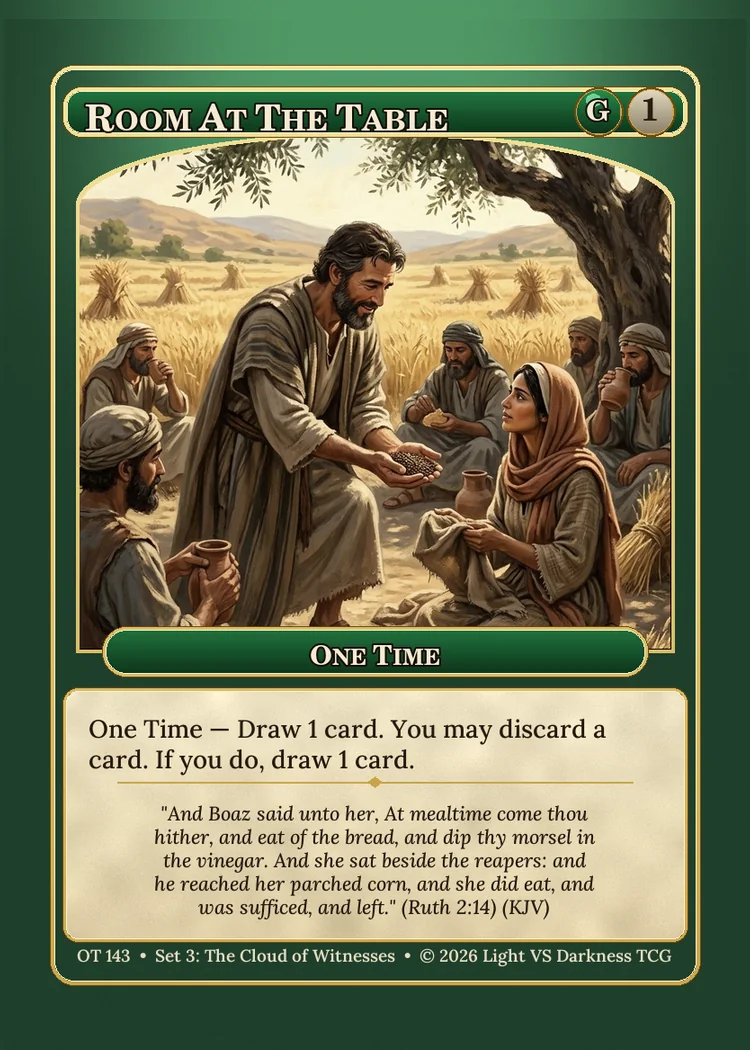 Room At The Table G 1
One Time
One Time — Draw 1 card. You may discard a
card. If you do, draw 1 card.
"And Boaz said unto her, At mealtime come thou
hither, and eat of the bread, and dip thy morsel in
the vinegar. And she sat beside the reapers: and
he reached her parched corn, and she did eat, and
was sufficed, and left." (Ruth 2:14) (KJV)
OT 143 • Set 3: The Cloud of Witnesses • © 2026 Light VS Darkness TCG